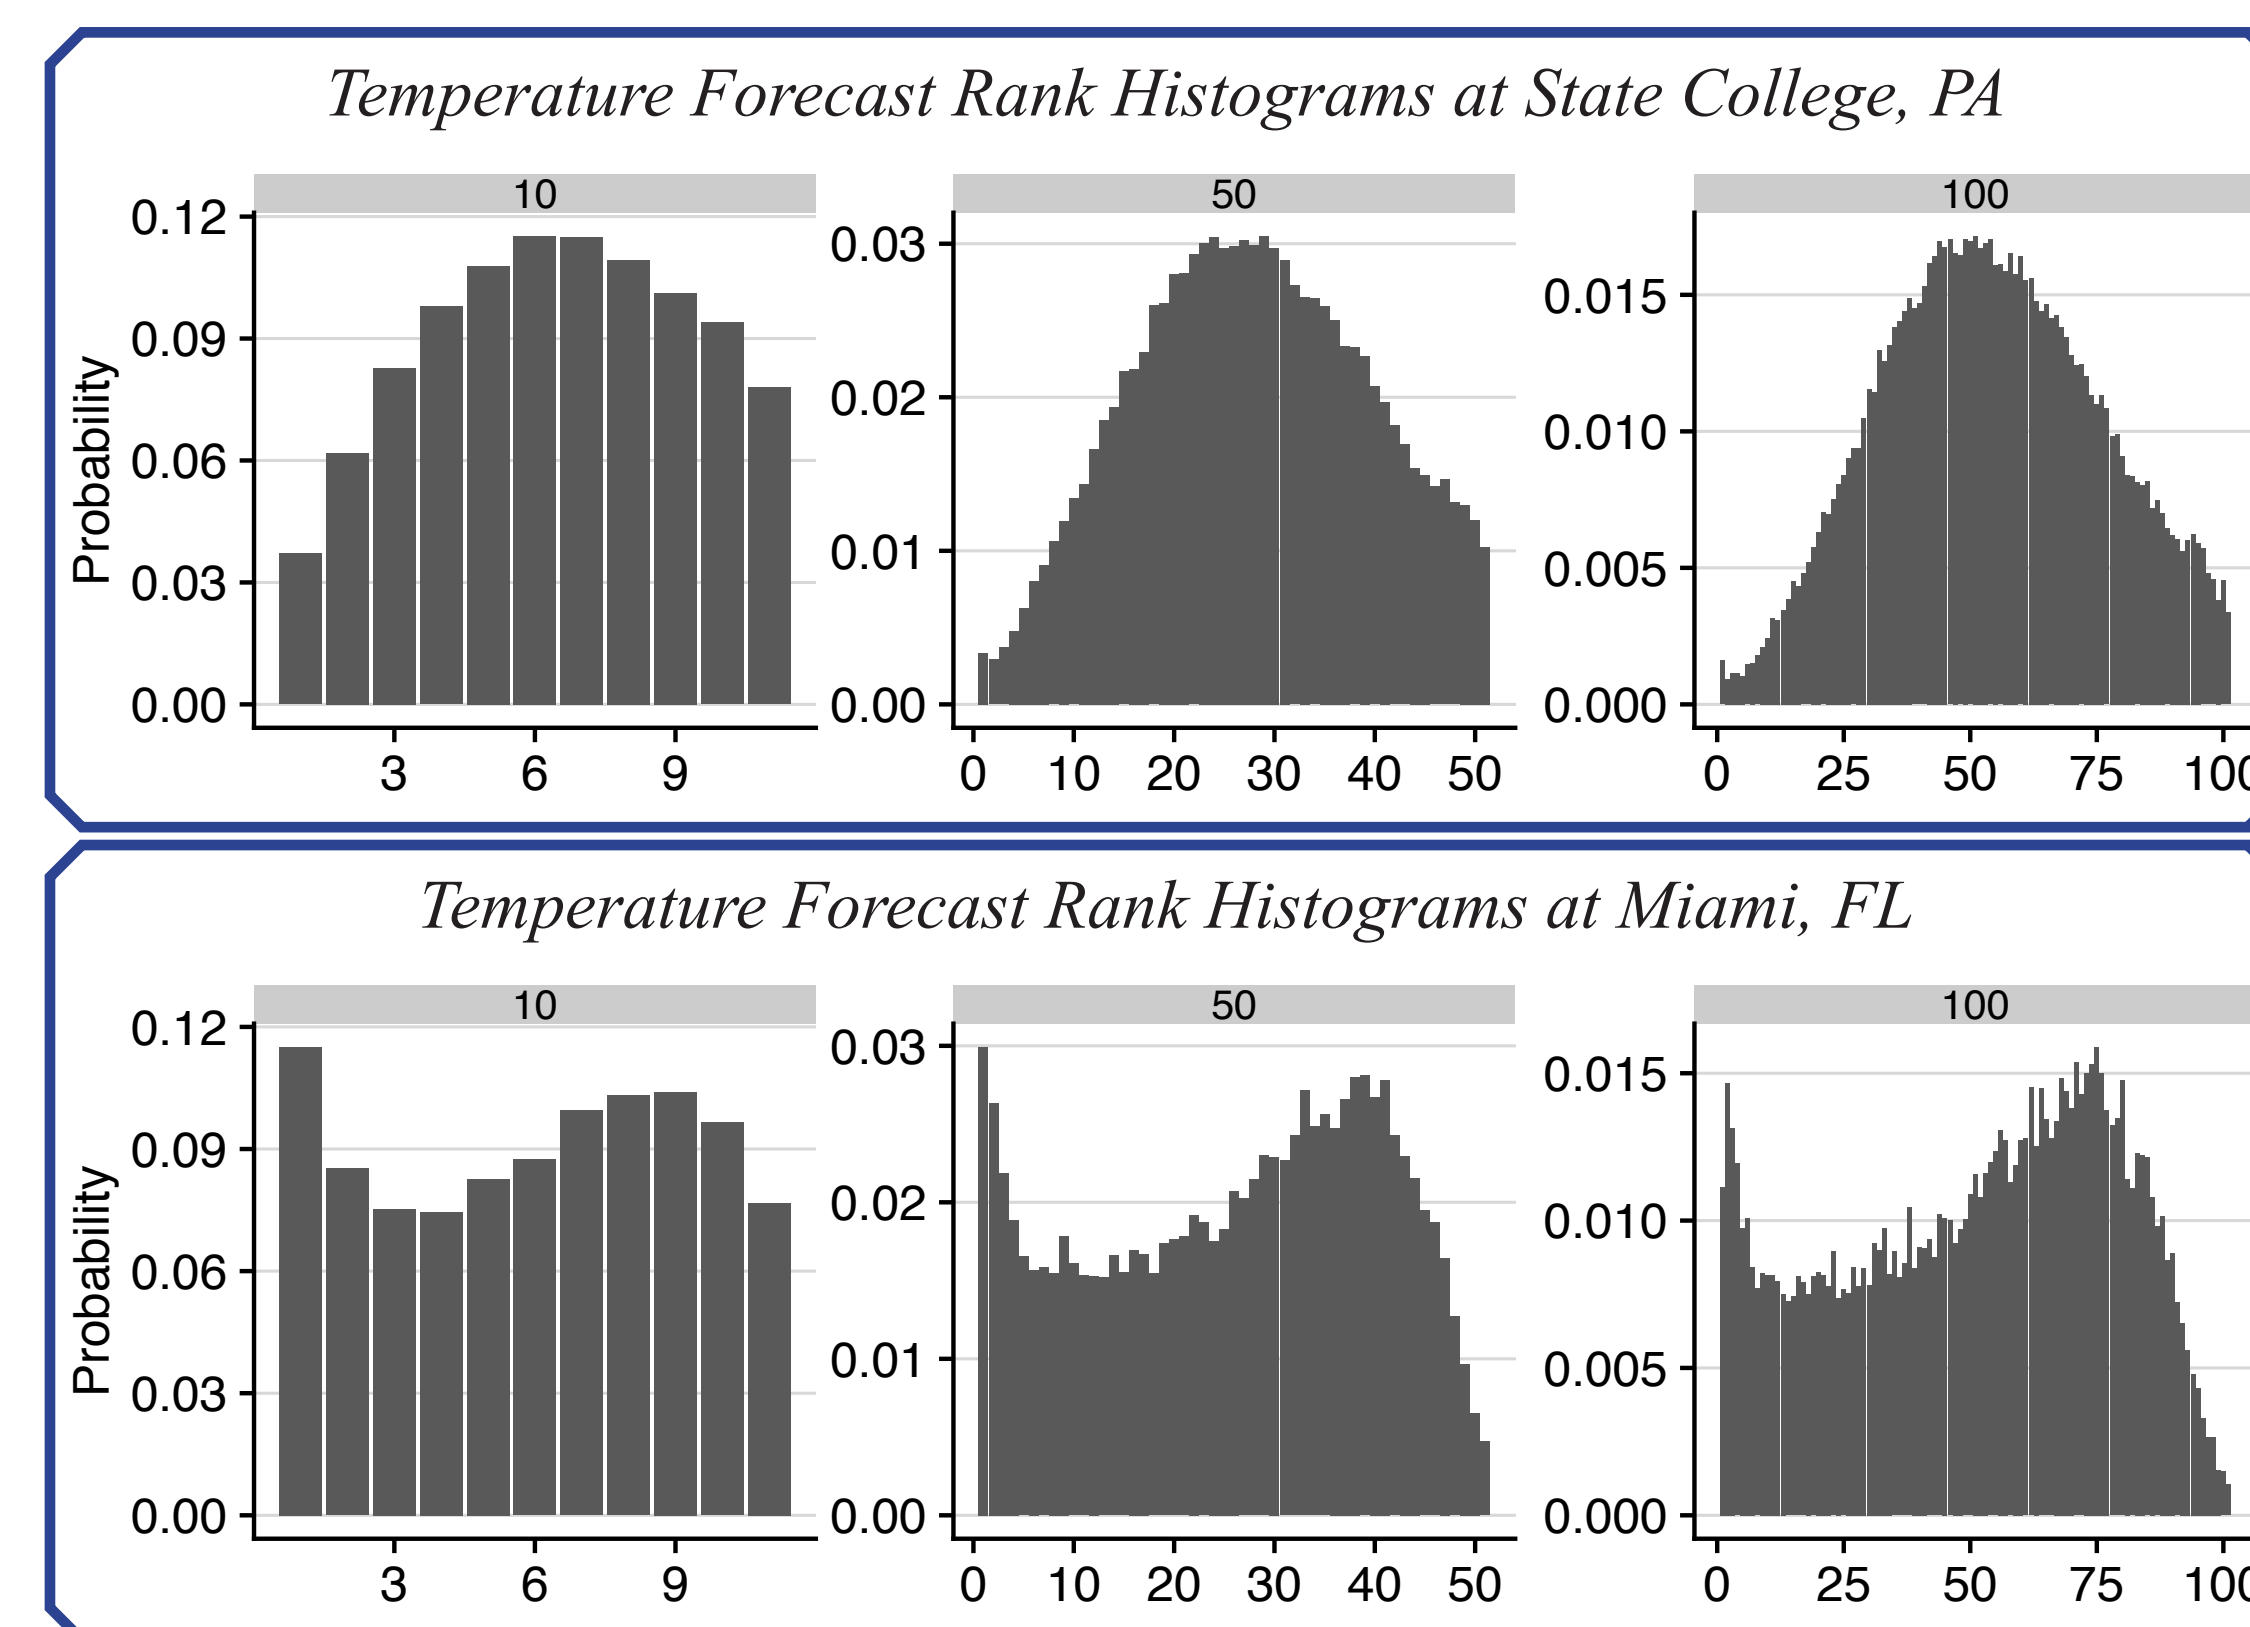 Temperature Forecast Rank Histograms at State College, PA
10 50 100
Probability
0.12
0.09
0.06
0.03
0.00
3 6 9
0.03
0.02
0.01
0.00
0 10 20 30 40 50
0.015
0.010
0.005
0.000
0 25 50 75 100
Temperature Forecast Rank Histograms at Miami, FL
10 50 100
Probability
0.12
0.09
0.06
0.03
0.00
3 6 9
0.03
0.02
0.01
0.00
0 10 20 30 40 50
0.015
0.010
0.005
0.000
0 25 50 75 100